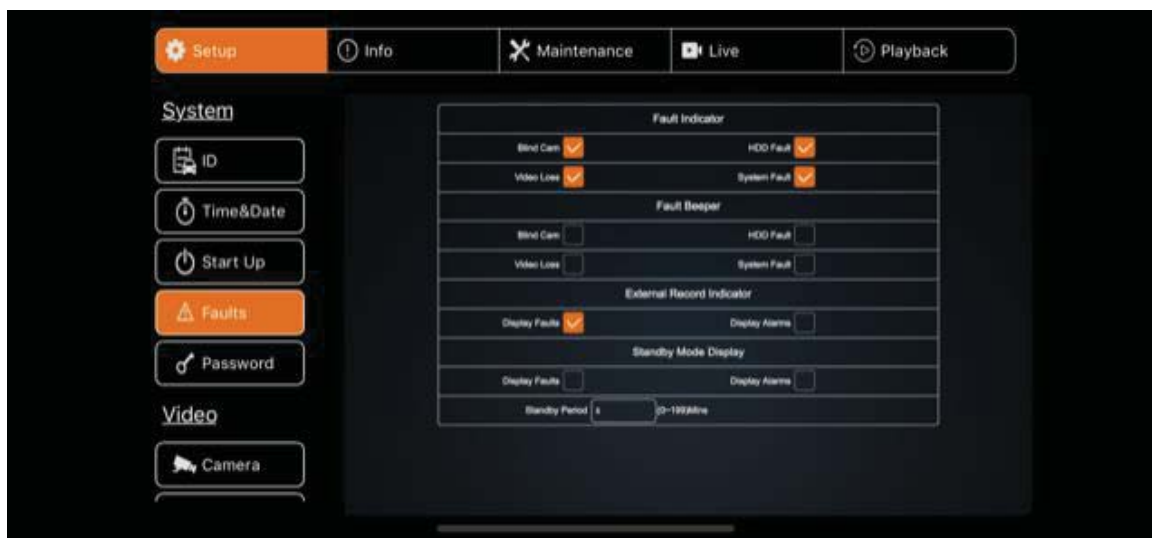 Setup Info Maintenance Live Playback
System
ID
Time&Date
Start Up
Faults
Password
Video
Camera
Fault Indicator
Blind Cam HDD Fault
Video Loss System Fault
Fault Beeper
Blind Cam HDD Fault
Video Loss System Fault
External Record Indicator
Display Faults Display Alarms
Standby Mode Display
Display Faults Display Alarms
Standby Period (0~199)Mins